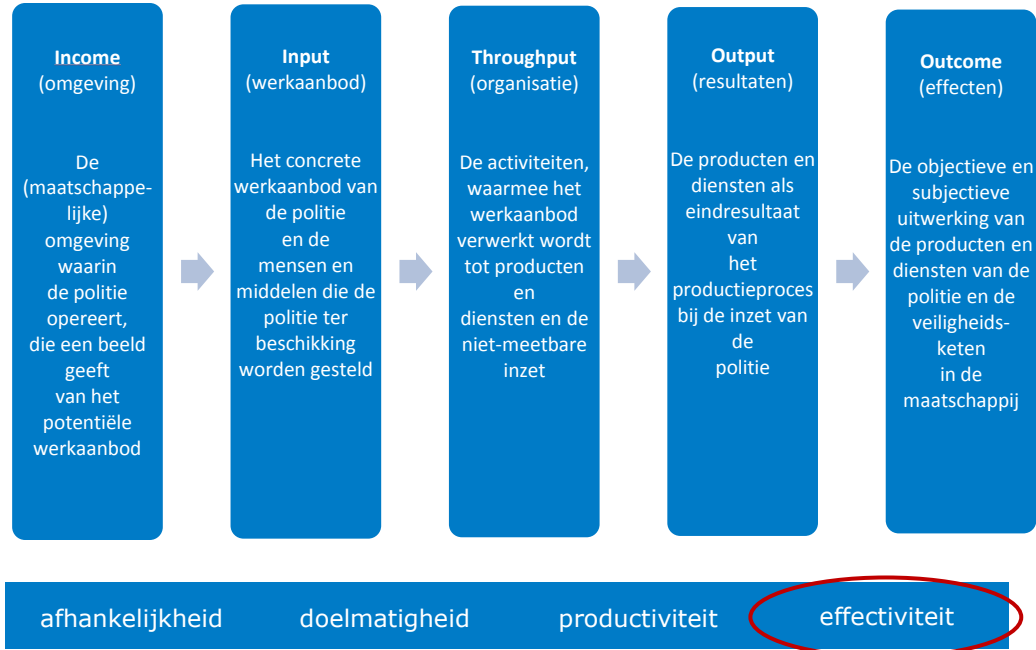 Income
(omgeving)
De
(maatschappe-
lijke)
omgeving
waarin
de politie
opereert,
die een beeld
geeft
van het
potentiële
werkaanbod
Input
(werkaanbod)
Het concrete
werkaanbod van
de politie
en de
mensen en
middelen die de
politie ter
beschikking
worden gesteld
Throughput
(organisatie)
De activiteiten,
waarmee het
werkaanbod
verwerkt wordt
tot producten
en
diensten en de
niet-meetbare
inzet
Output
(resultaten)
De producten en
diensten als
eindresultaat
van
het
productieproces
bij de inzet van
de
politie
Outcome
(effecten)
De objectieve en
subjectieve
uitwerking van
de producten en
diensten van de
politie en de
veiligheids-
keten
in de
maatschappij
afhankelijkheid doelmatigheid productiviteit effectiviteit